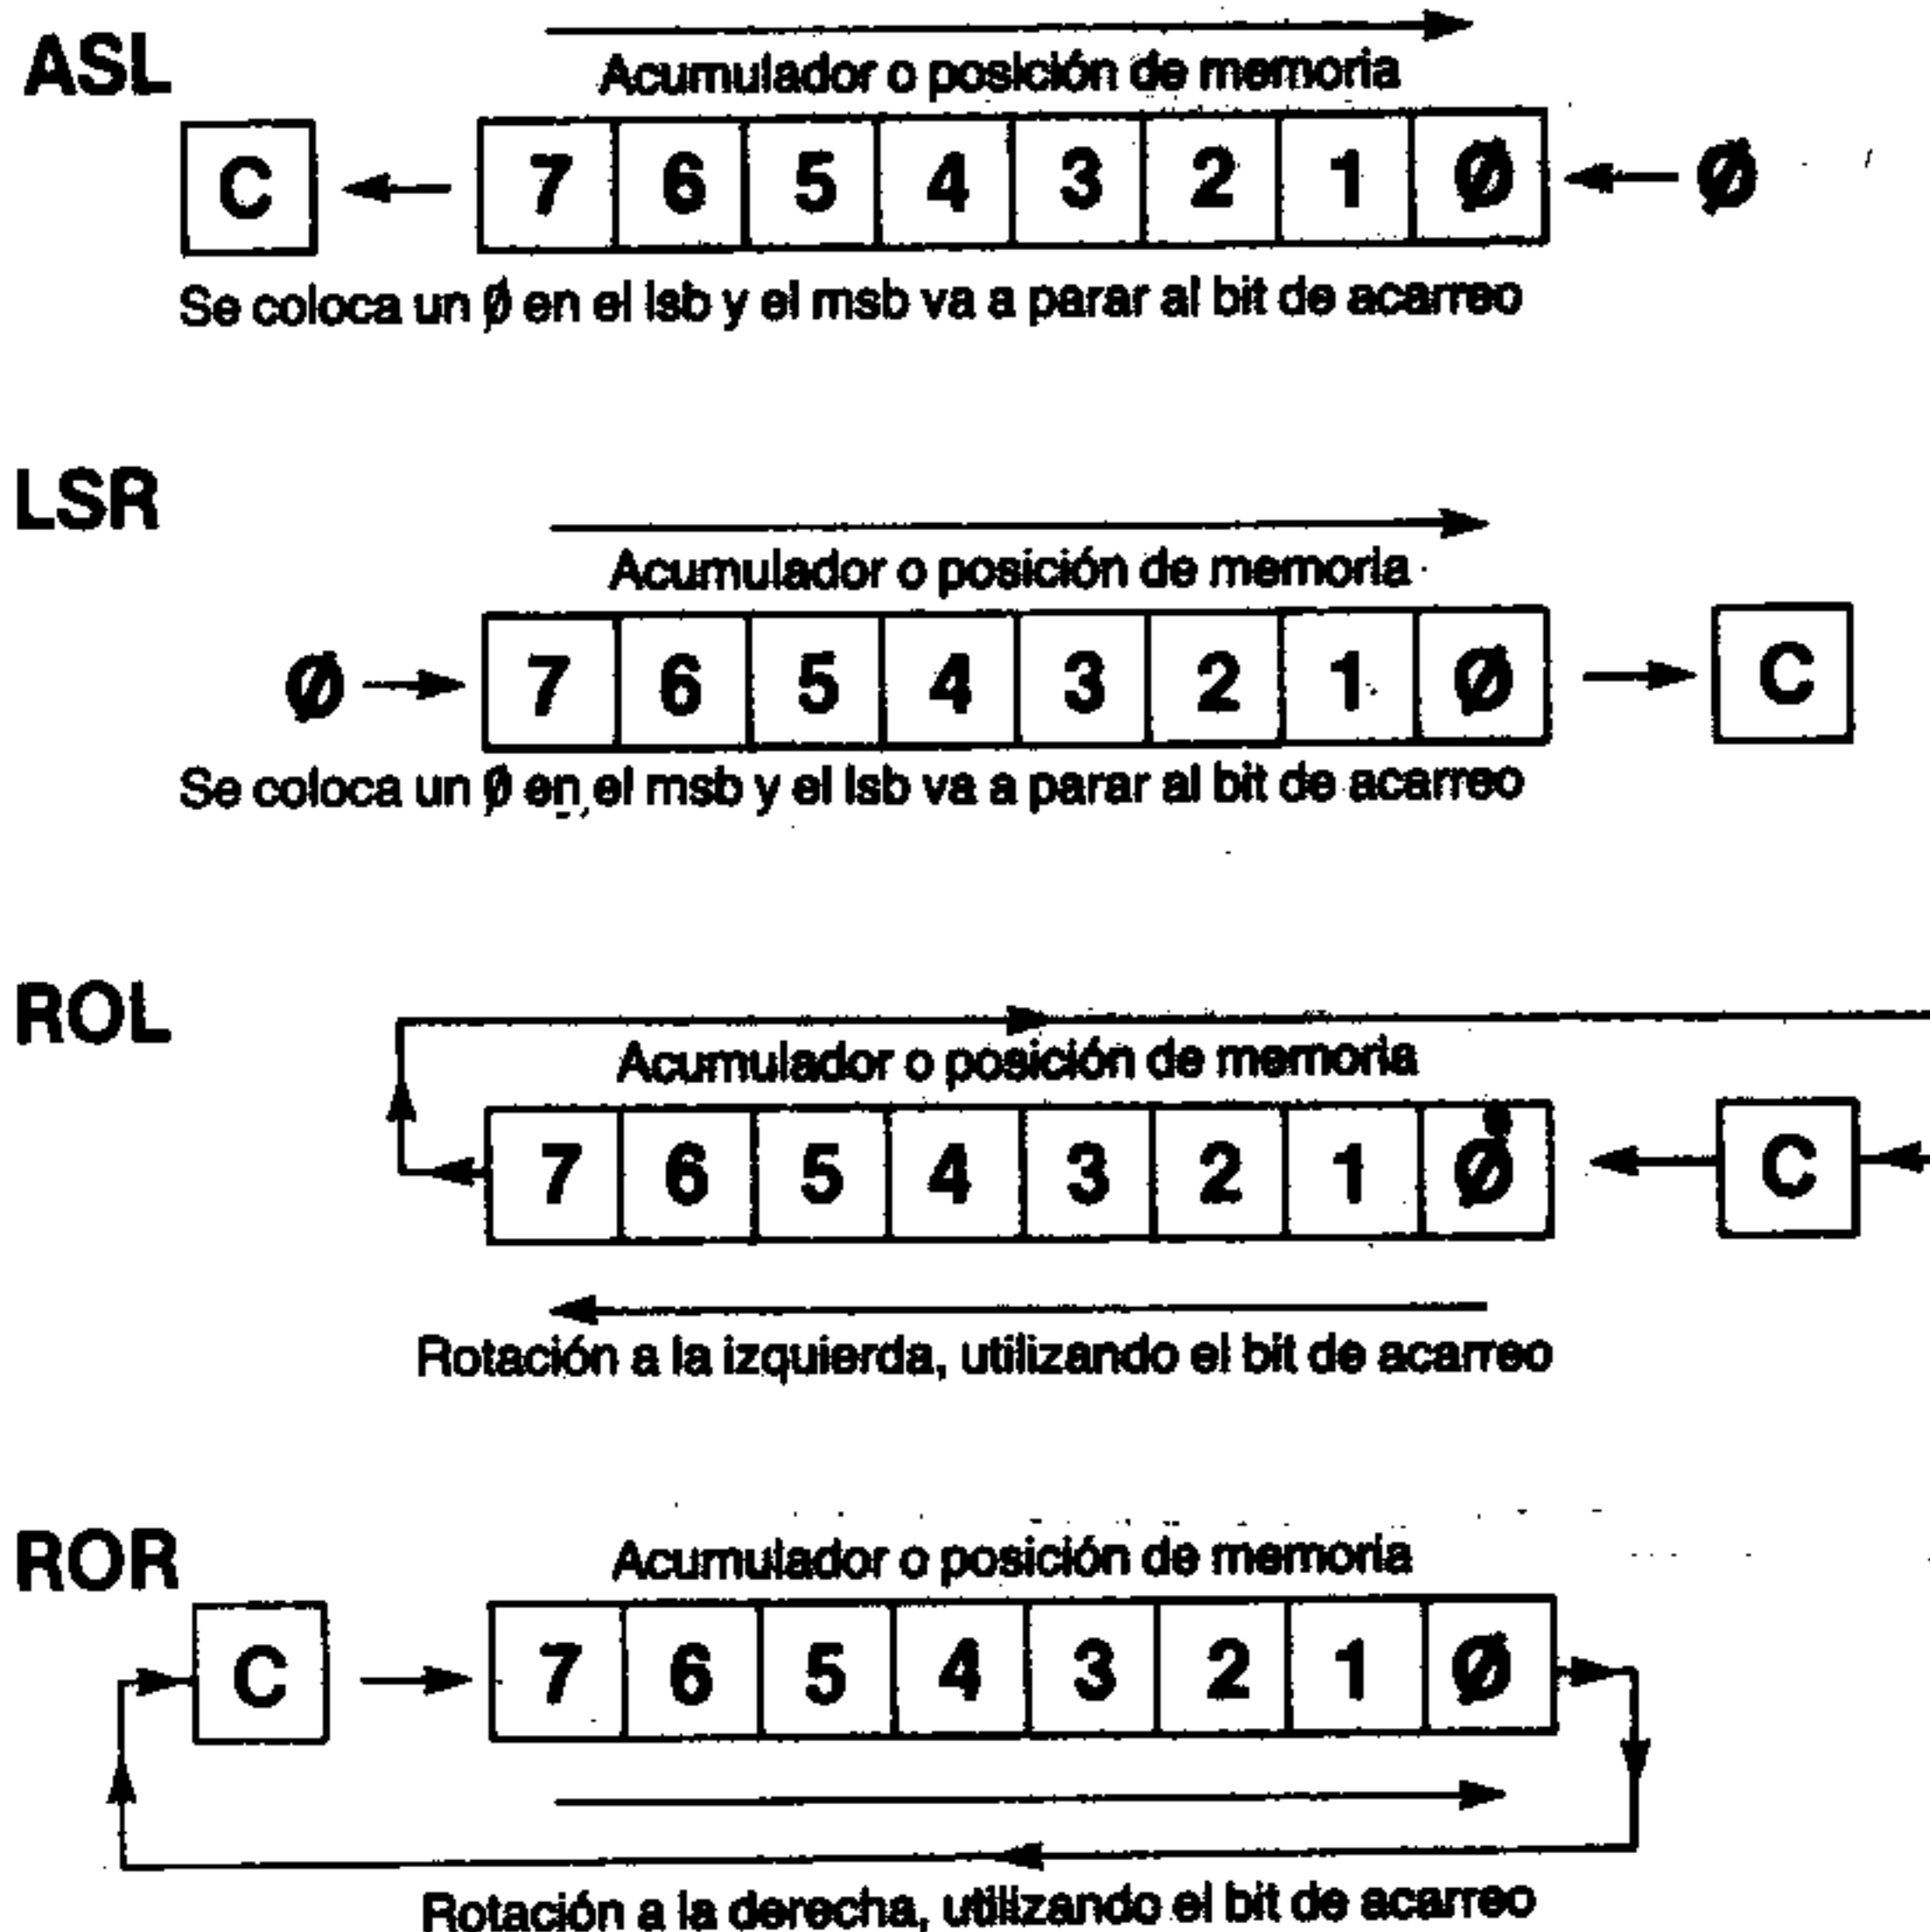 ASL
Acumulador o posición de memoria
C 7 6 5 4 3 2 1 Ø Ø
Se coloca un Ø en el lsb y el msb va a parar al bit de acarreo
LSR
Acumulador o posición de memoria
Ø 7 6 5 4 3 2 1 Ø C
Se coloca un Ø en el msb y el lsb va a parar al bit de acarreo
ROL
Acumulador o posición de memoria
7 6 5 4 3 2 1 Ø C
Rotación a la izquierda, utilizando el bit de acarreo
ROR
Acumulador o posición de memoria
C 7 6 5 4 3 2 1 Ø
Rotación a la derecha, utilizando el bit de acarreo